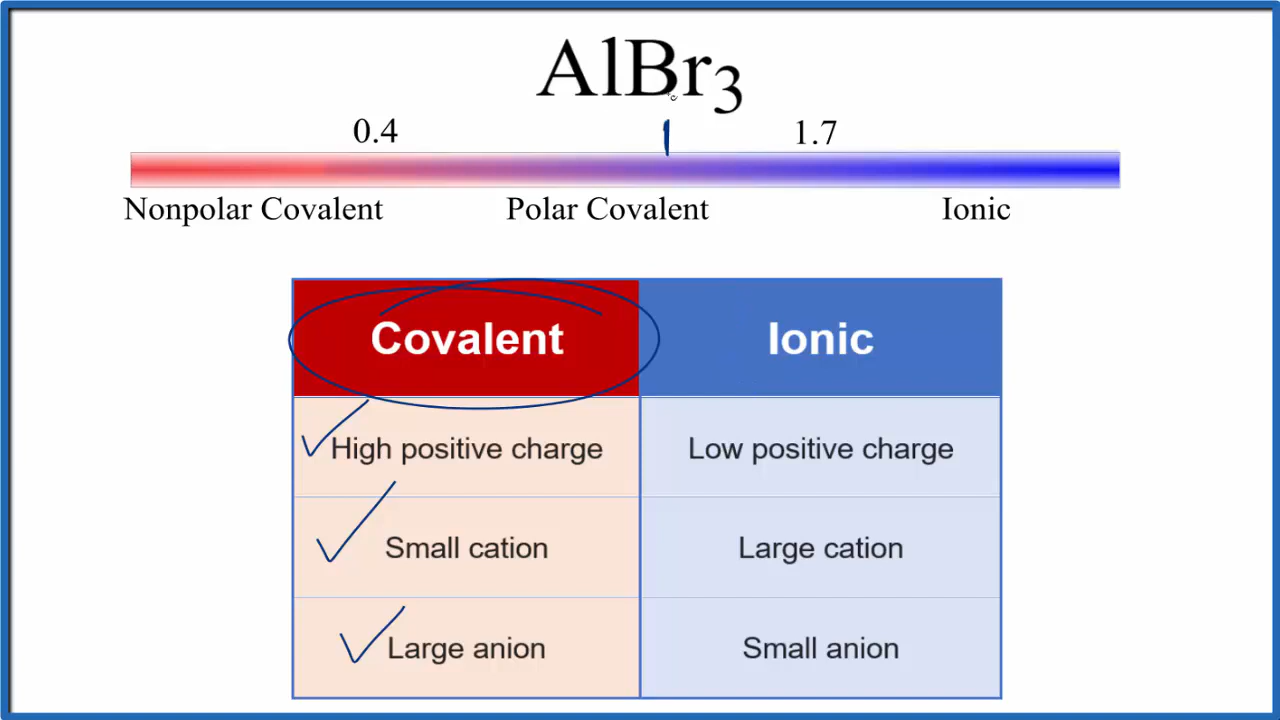 AlBr₃
0.4 1.7
Nonpolar Covalent Polar Covalent Ionic
Covalent Ionic
High positive charge Low positive charge
Small cation Large cation
Large anion Small anion